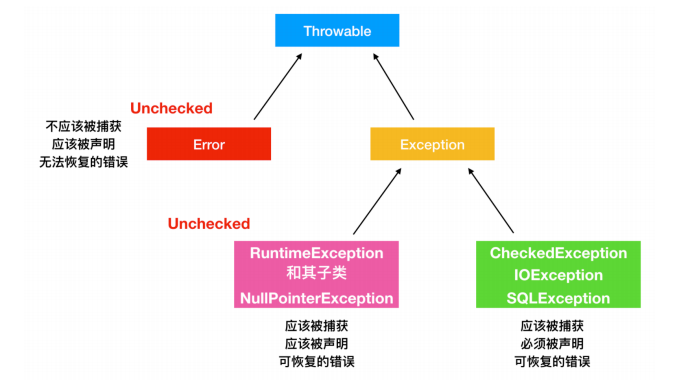 Throwable
Unchecked
不应该被捕获
应该被声明
无法恢复的错误
Error
Exception
Unchecked
RuntimeException
和其子类
NullPointerException
CheckedException
IOException
SQLException
应该被捕获
应该被声明
可恢复的错误
应该被捕获
必须被声明
可恢复的错误